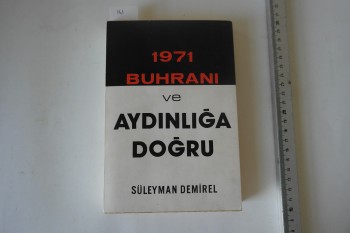 1971
BUHRANI
ve
AYDINLIĞA
DOĞRU
SÜLEYMAN DEMİREL